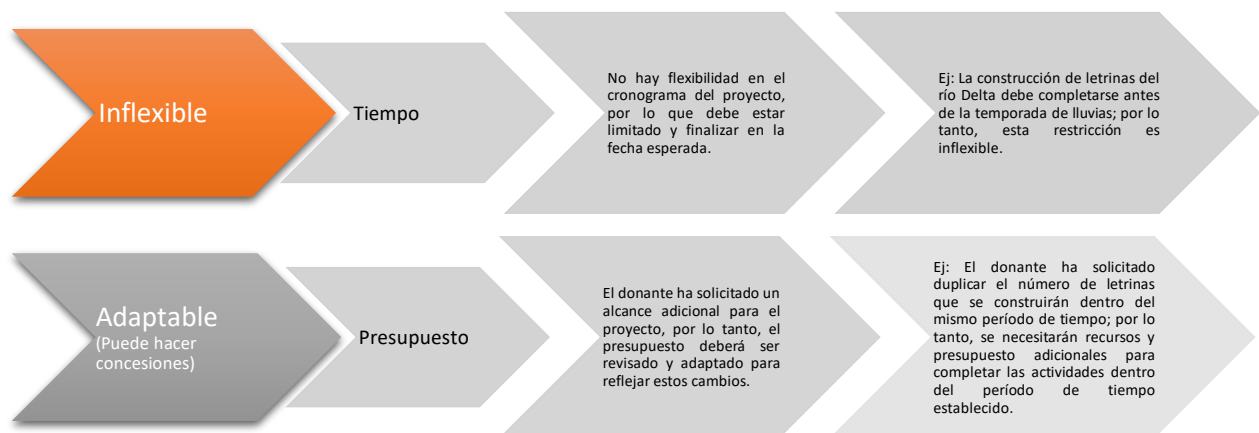 Inflexible
Tiempo
No hay flexibilidad en el
cronograma del proyecto,
por lo que debe estar
limitado y finalizar en la
fecha esperada.
Ej: La construcción de letrinas del
río Delta debe completarse antes
de la temporada de lluvias; por lo
tanto, esta restricción es
inflexible.
Adaptable
(Puede hacer
concesiones)
Presupuesto
El donante ha solicitado un
alcance adicional para el
proyecto, por lo tanto, el
presupuesto deberá ser
revisado y adaptado para
reflejar estos cambios.
Ej: El donante ha solicitado
duplicar el número de letrinas
que se construirán dentro del
mismo período de tiempo; por lo
tanto, se necesitarán recursos y
presupuesto adicionales para
completar las actividades dentro
del período de tiempo
establecido.